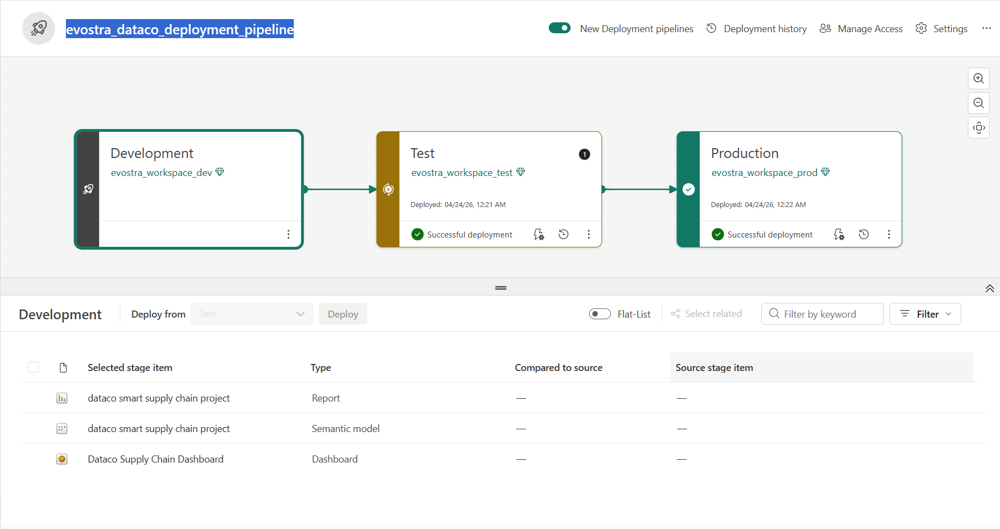 evostra_dataco_deployment_pipeline
New Deployment pipelines Deployment history Manage Access Settings
Development
evostra_workspace_dev
Test 1
evostra_workspace_test
Deployed: 04/24/26, 12:21 AM
Successful deployment
Production
evostra_workspace_prod
Deployed: 04/24/26, 12:22 AM
Successful deployment
Development Deploy from Test Deploy Flat-List Select related Filter by keyword Filter
Selected stage item Type Compared to source Source stage item
dataco smart supply chain project Report — —
dataco smart supply chain project Semantic model — —
Dataco Supply Chain Dashboard Dashboard — —